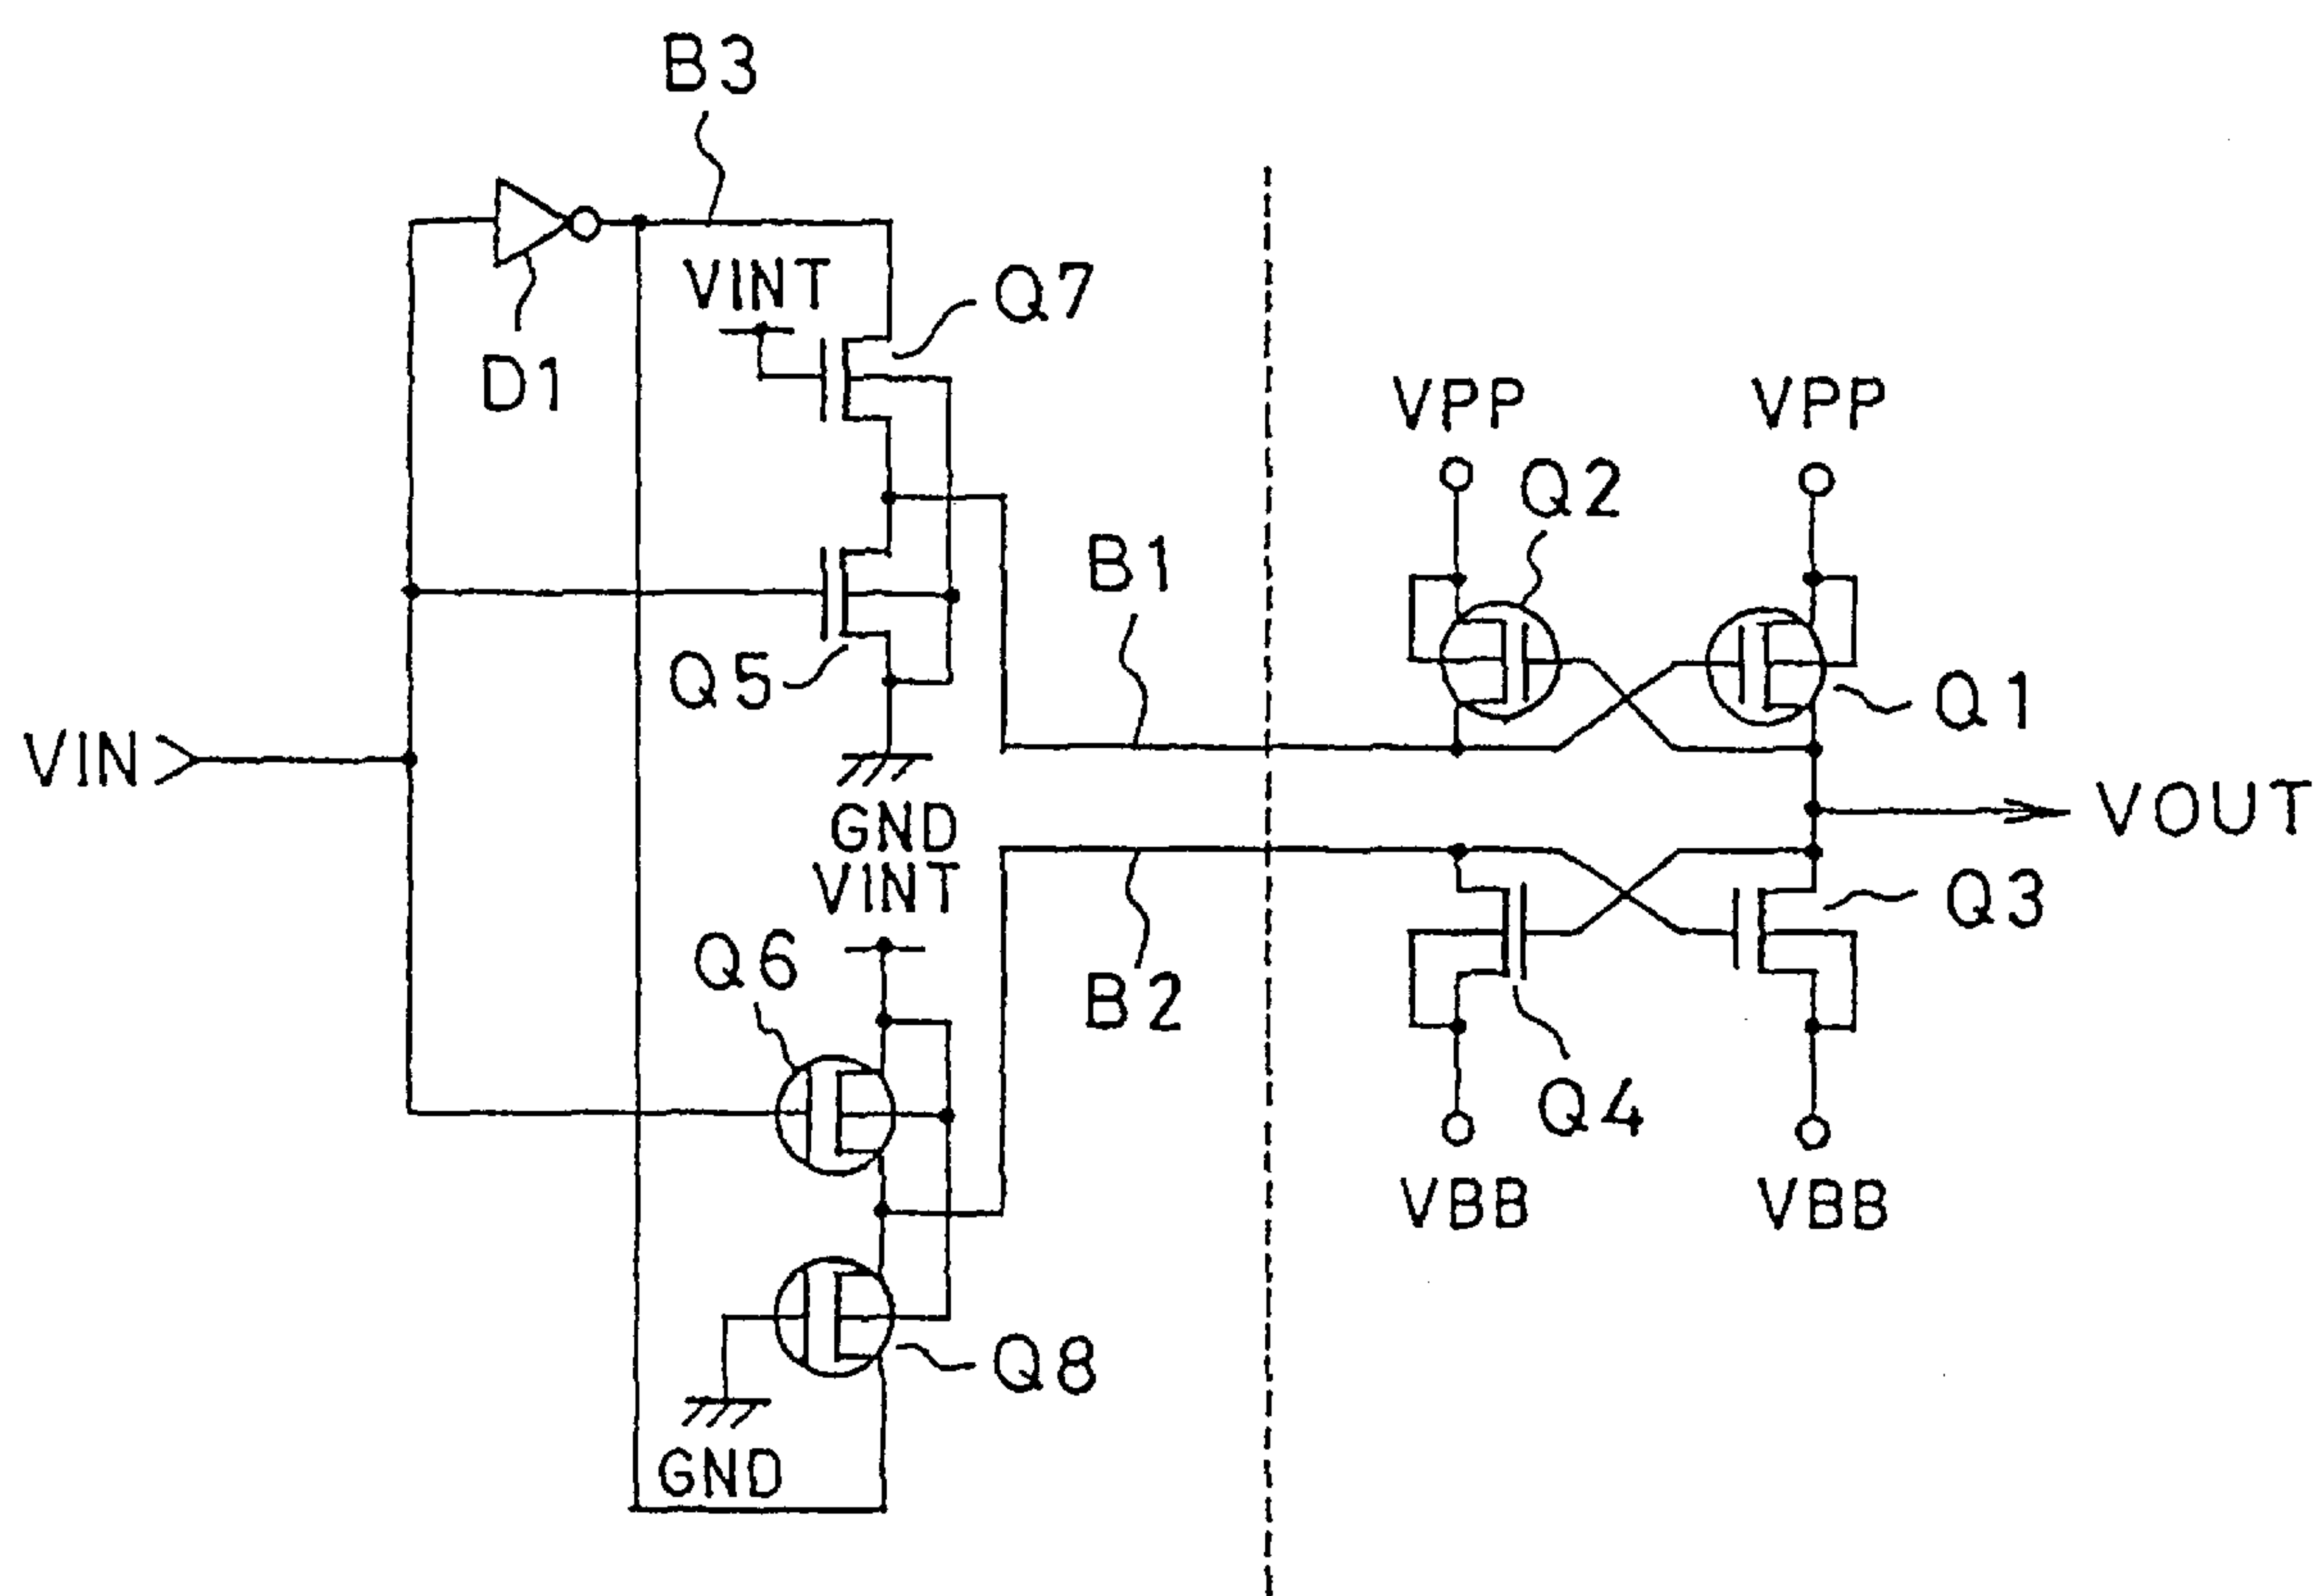 B3
VINT
Q7
D1
VPP
VPP
Q2
B1
Q5
Q1
VIN
GND
VOUT
VINT
Q3
Q6
B2
Q4
VBB
VBB
Q8
GND